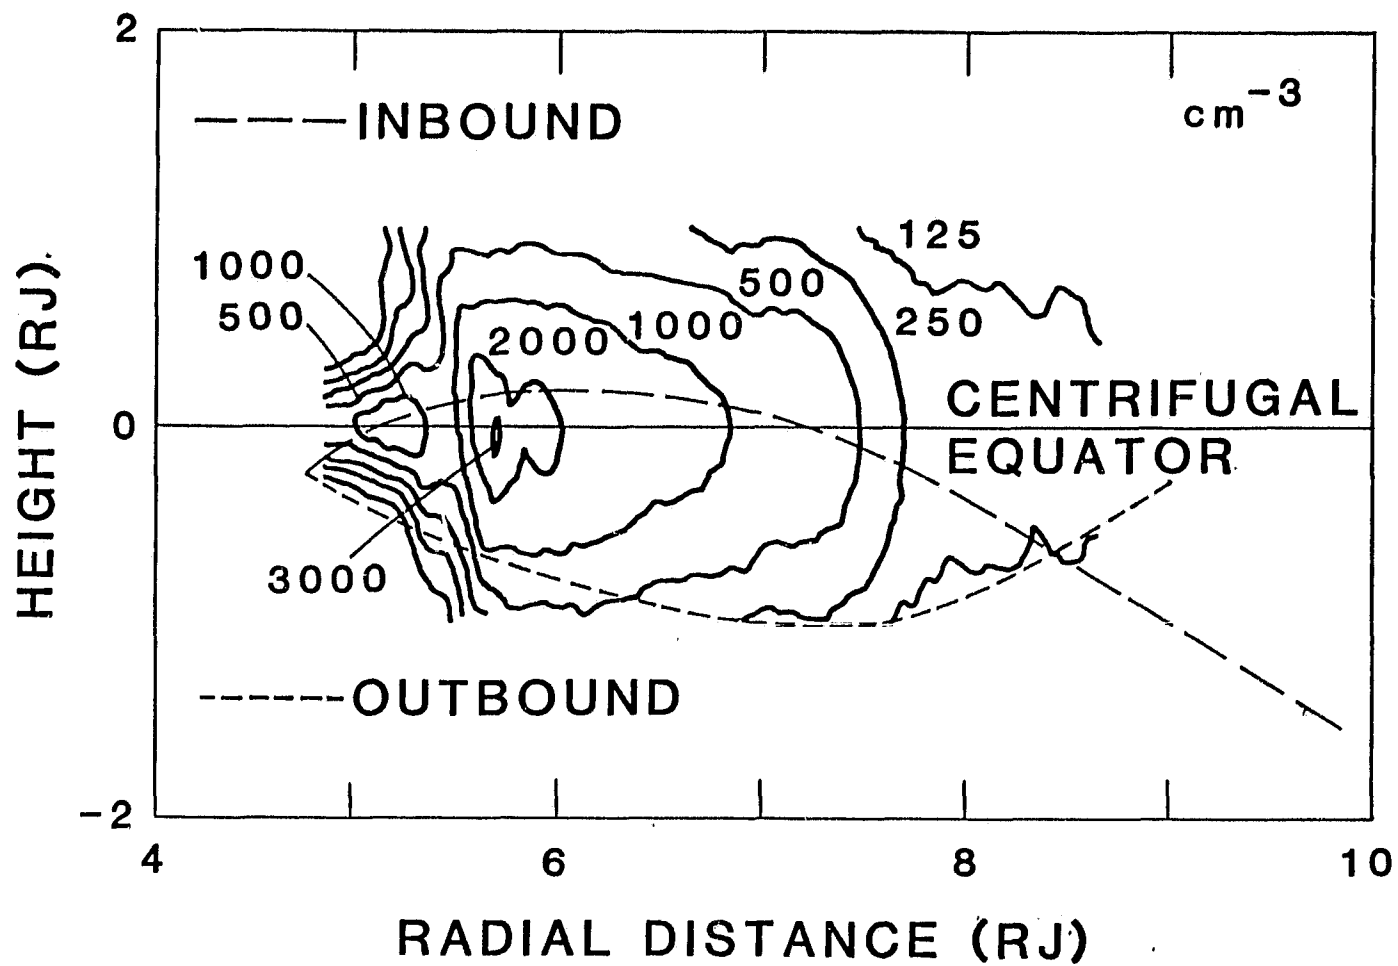 2
INBOUND
cm-3
125
1000
500
500
250
2000
1000
CENTRIFUGAL
0
EQUATOR
3000
OUTBOUND
-2
4
6
8
10
HEIGHT (RJ).
RADIAL DISTANCE (RJ)